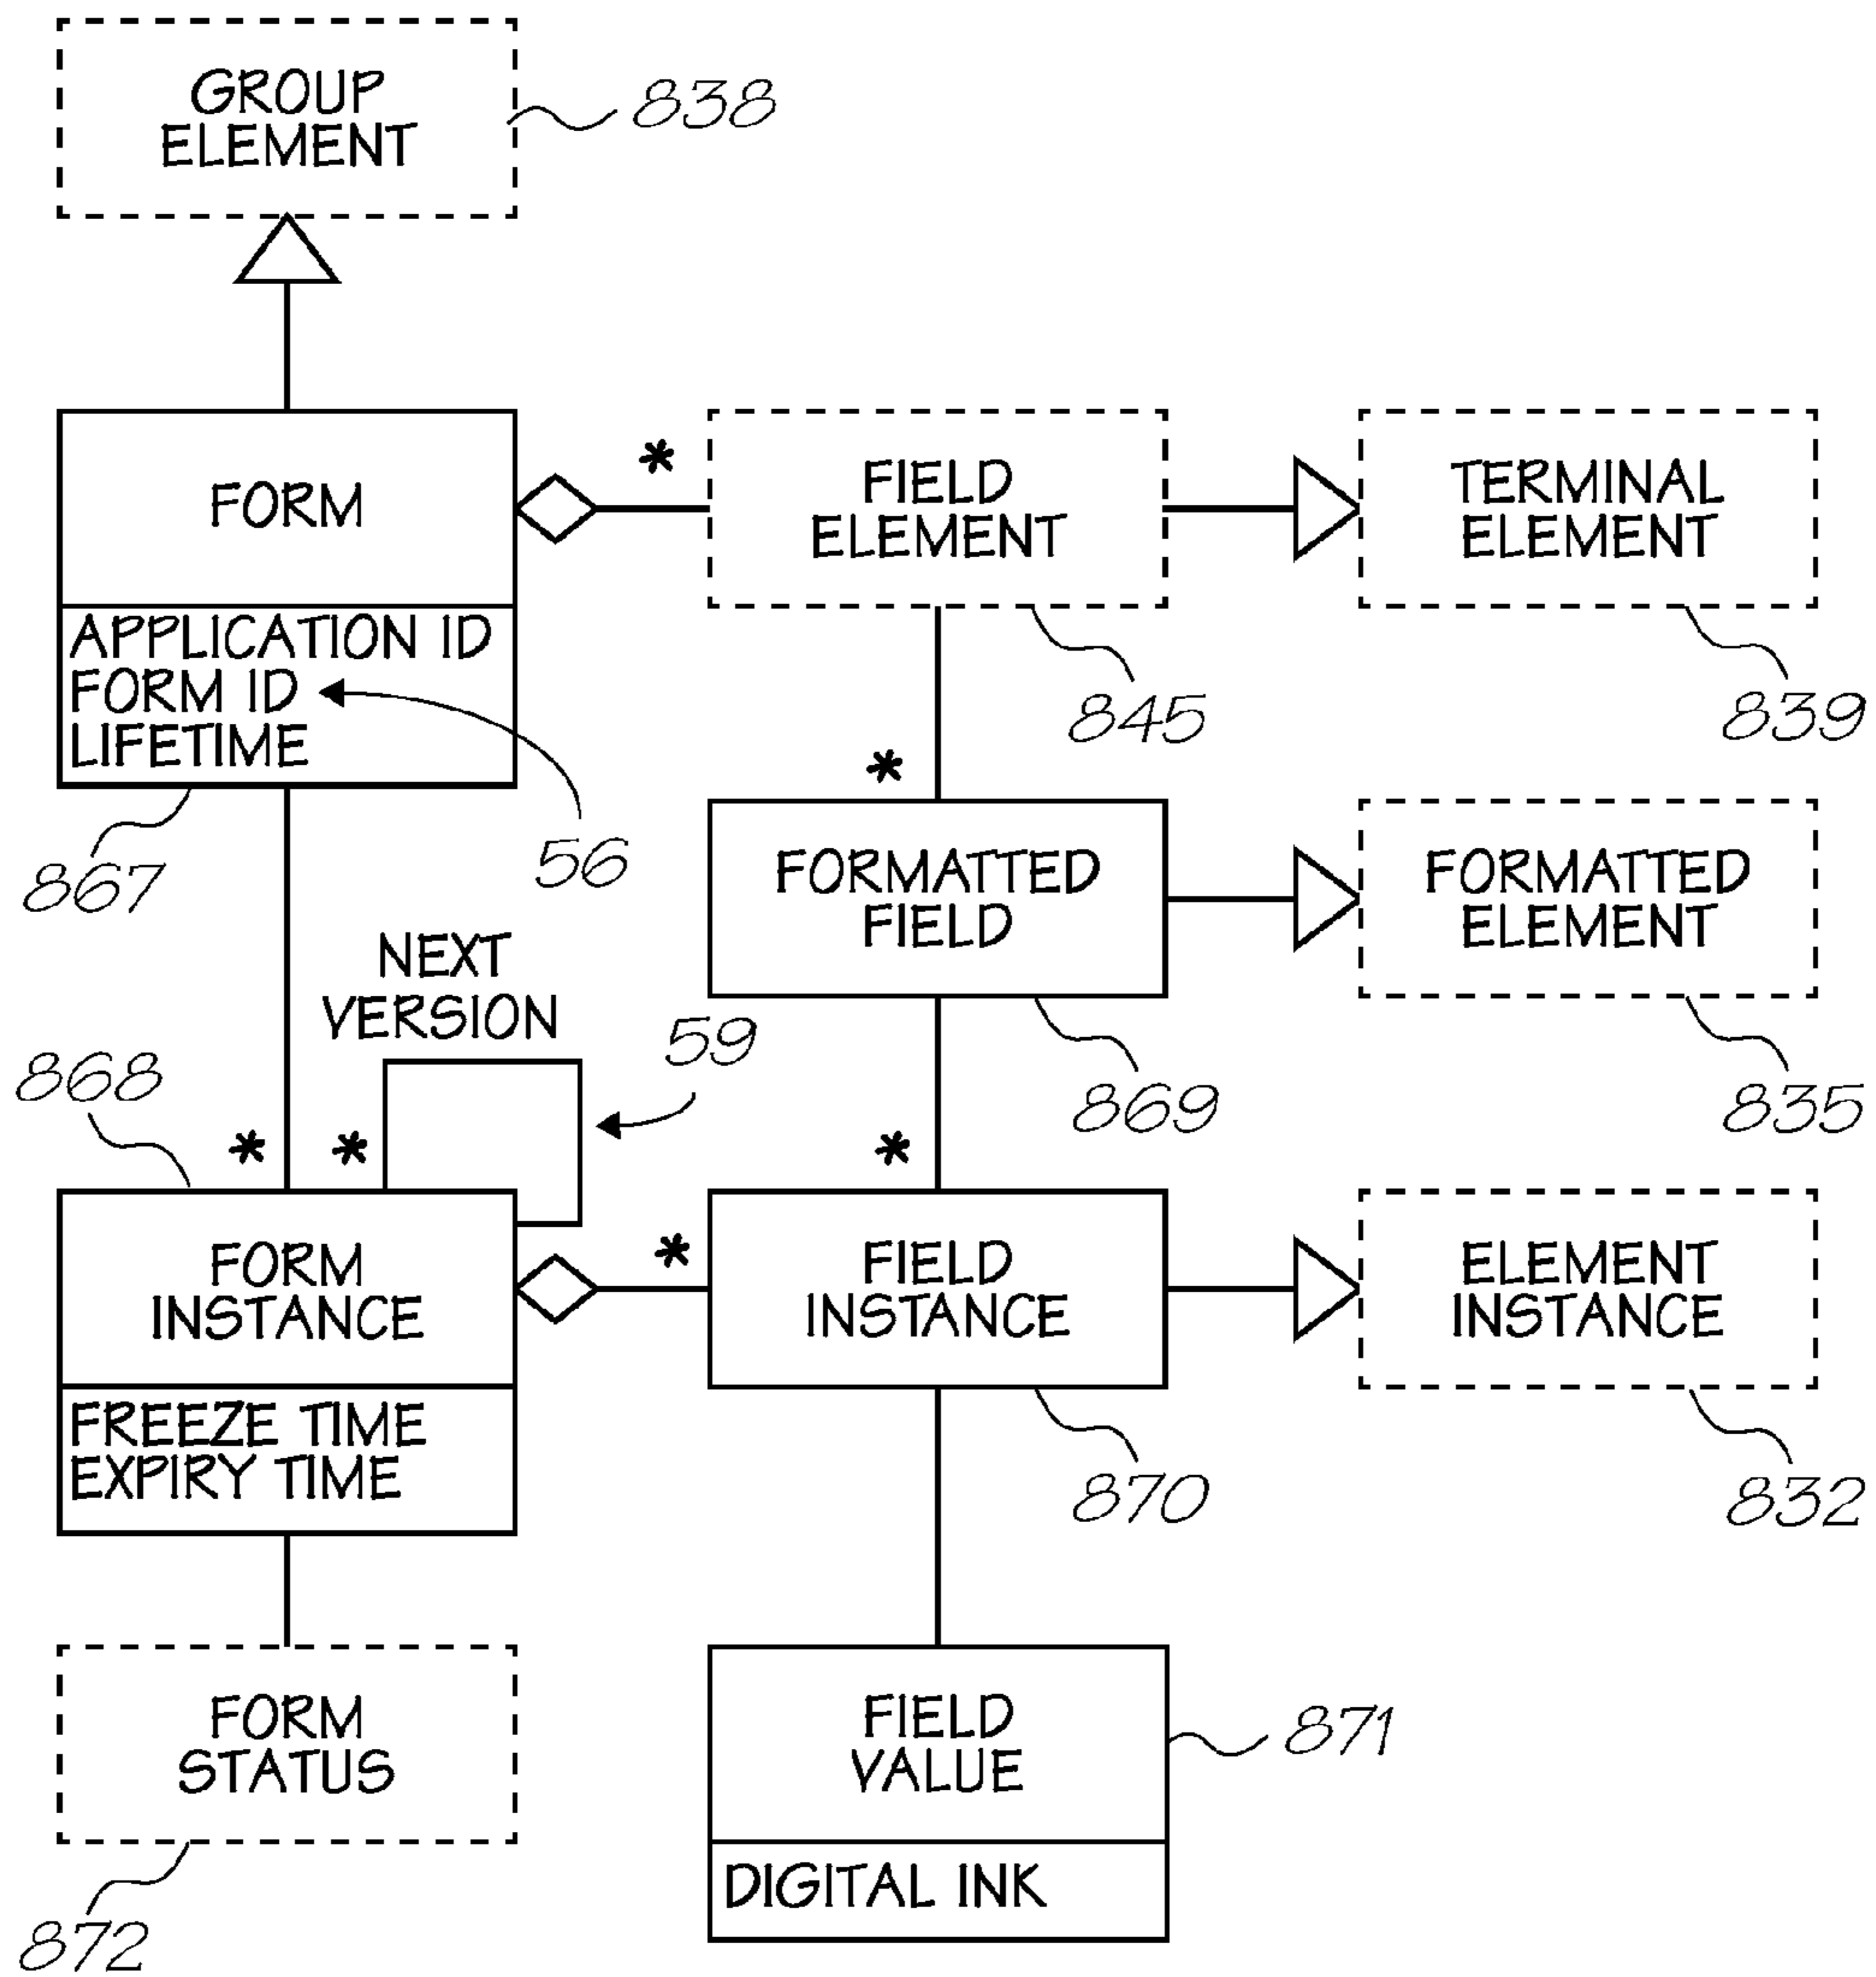 GROUP
ELEMENT
838
FORM
*
FIELD
ELEMENT
TERMINAL
ELEMENT
APPLICATION ID
FORM ID
LIFETIME
56
867
845
839
*
FORMATTED
FIELD
FORMATTED
ELEMENT
869
835
NEXT
VERSION
59
868
*
*
*
FORM
INSTANCE
*
FIELD
INSTANCE
ELEMENT
INSTANCE
FREEZE TIME
EXPIRY TIME
870
832
FORM
STATUS
872
FIELD
VALUE
871
DIGITAL INK